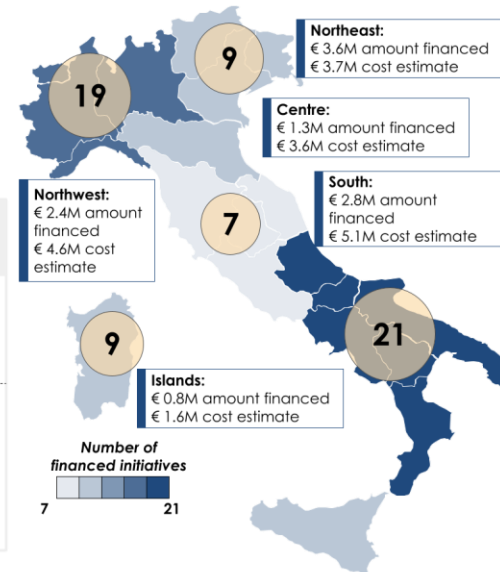 Northeast:
€ 3.6M amount financed
€ 3.7M cost estimate
9
19
Centre:
€ 1.3M amount financed
€ 3.6M cost estimate
South:
€ 2.8M amount
financed
€ 5.1M cost estimate
Northwest:
€ 2.4M amount
financed
€ 4.6M cost
estimate
7
21
9
Islands:
€ 0.8M amount financed
€ 1.6M cost estimate
Number of
financed initiatives
7 21